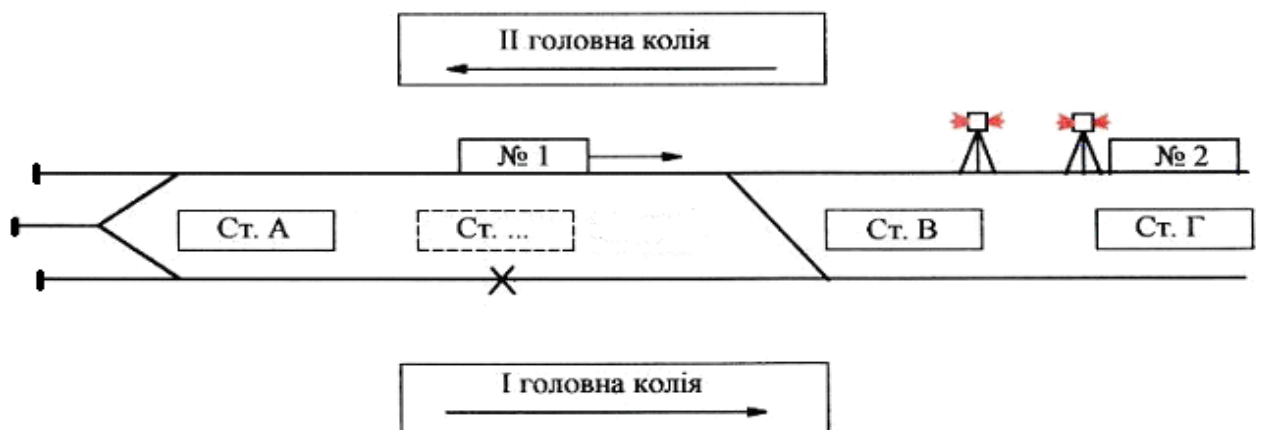 II головна колія
№ 1
№ 2
Ст. А
Ст. ...
Ст. В
Ст. Г
I головна колія